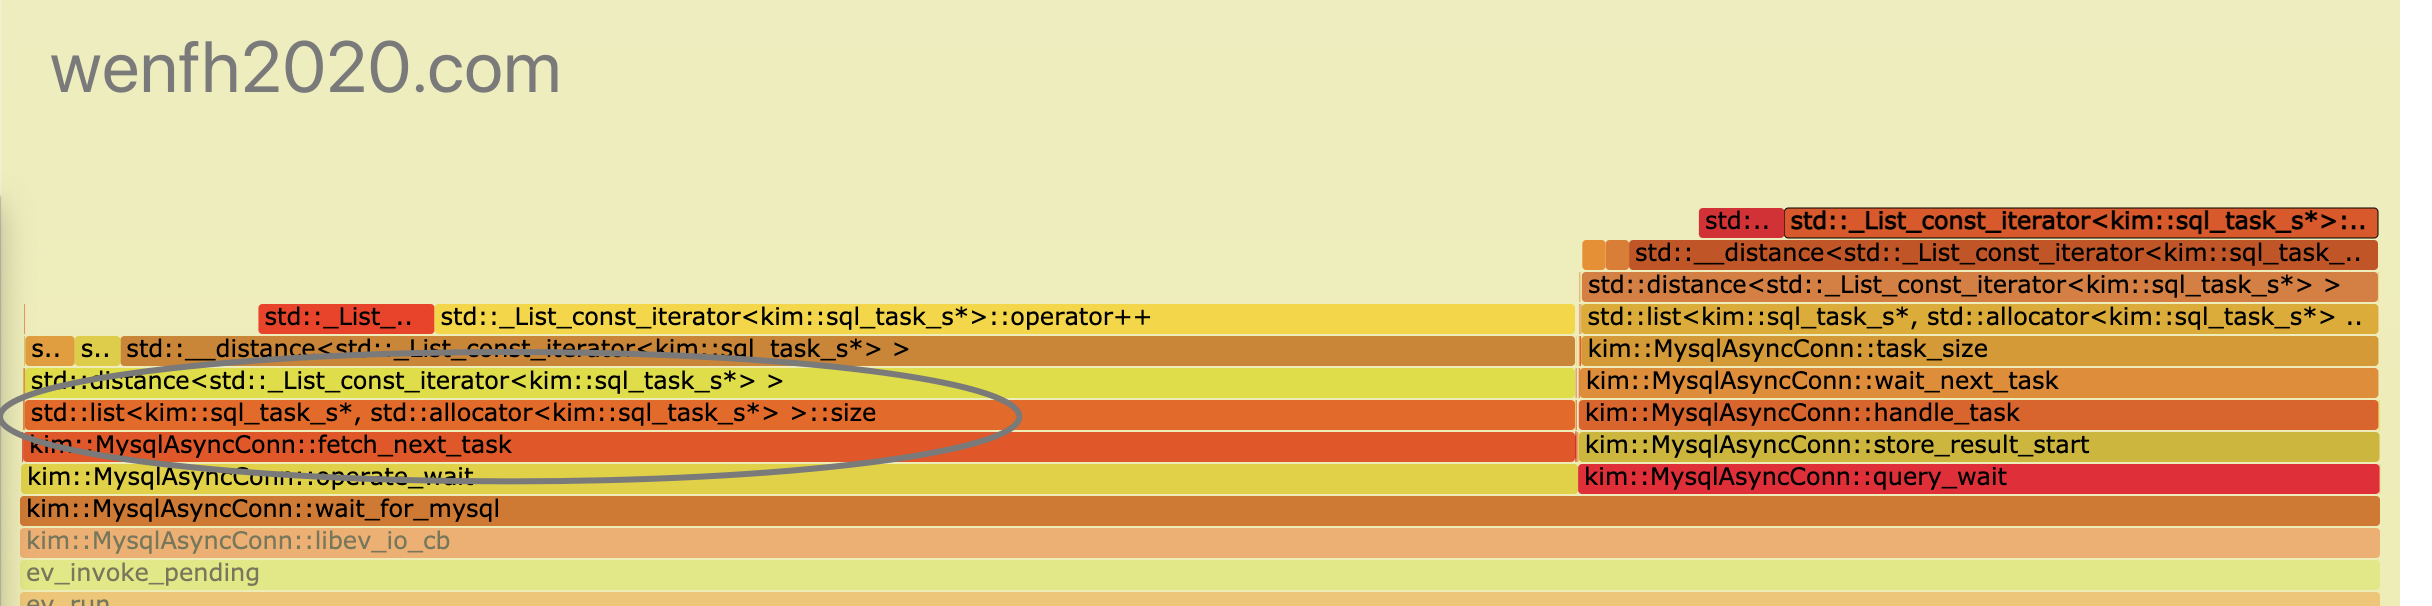 wenfh2020.com
std:..
std::_List_const_iterator<kim::sql_task_s*>:..
std::__distance<std::_List_const_iterator<kim::sql_task_..
std::distance<std::_List_const_iterator<kim::sql_task_s*> >
std::_List_..
std::_List_const_iterator<kim::sql_task_s*>::operator++
std::list<kim::sql_task_s*, std::allocator<kim::sql_task_s*> ..
s..
s..
std::__distance<std::_List_const_iterator<kim::sql_task_s*> >
kim::MysqlAsyncConn::task_size
std::distance<std::_List_const_iterator<kim::sql_task_s*> >
kim::MysqlAsyncConn::wait_next_task
std::list<kim::sql_task_s*, std::allocator<kim::sql_task_s*> >::size
kim::MysqlAsyncConn::handle_task
kim::MysqlAsyncConn::fetch_next_task
kim::MysqlAsyncConn::store_result_start
kim::MysqlAsyncConn::operate_wait
kim::MysqlAsyncConn::query_wait
kim::MysqlAsyncConn::wait_for_mysql
kim::MysqlAsyncConn::libev_io_cb
ev_invoke_pending
ev_run